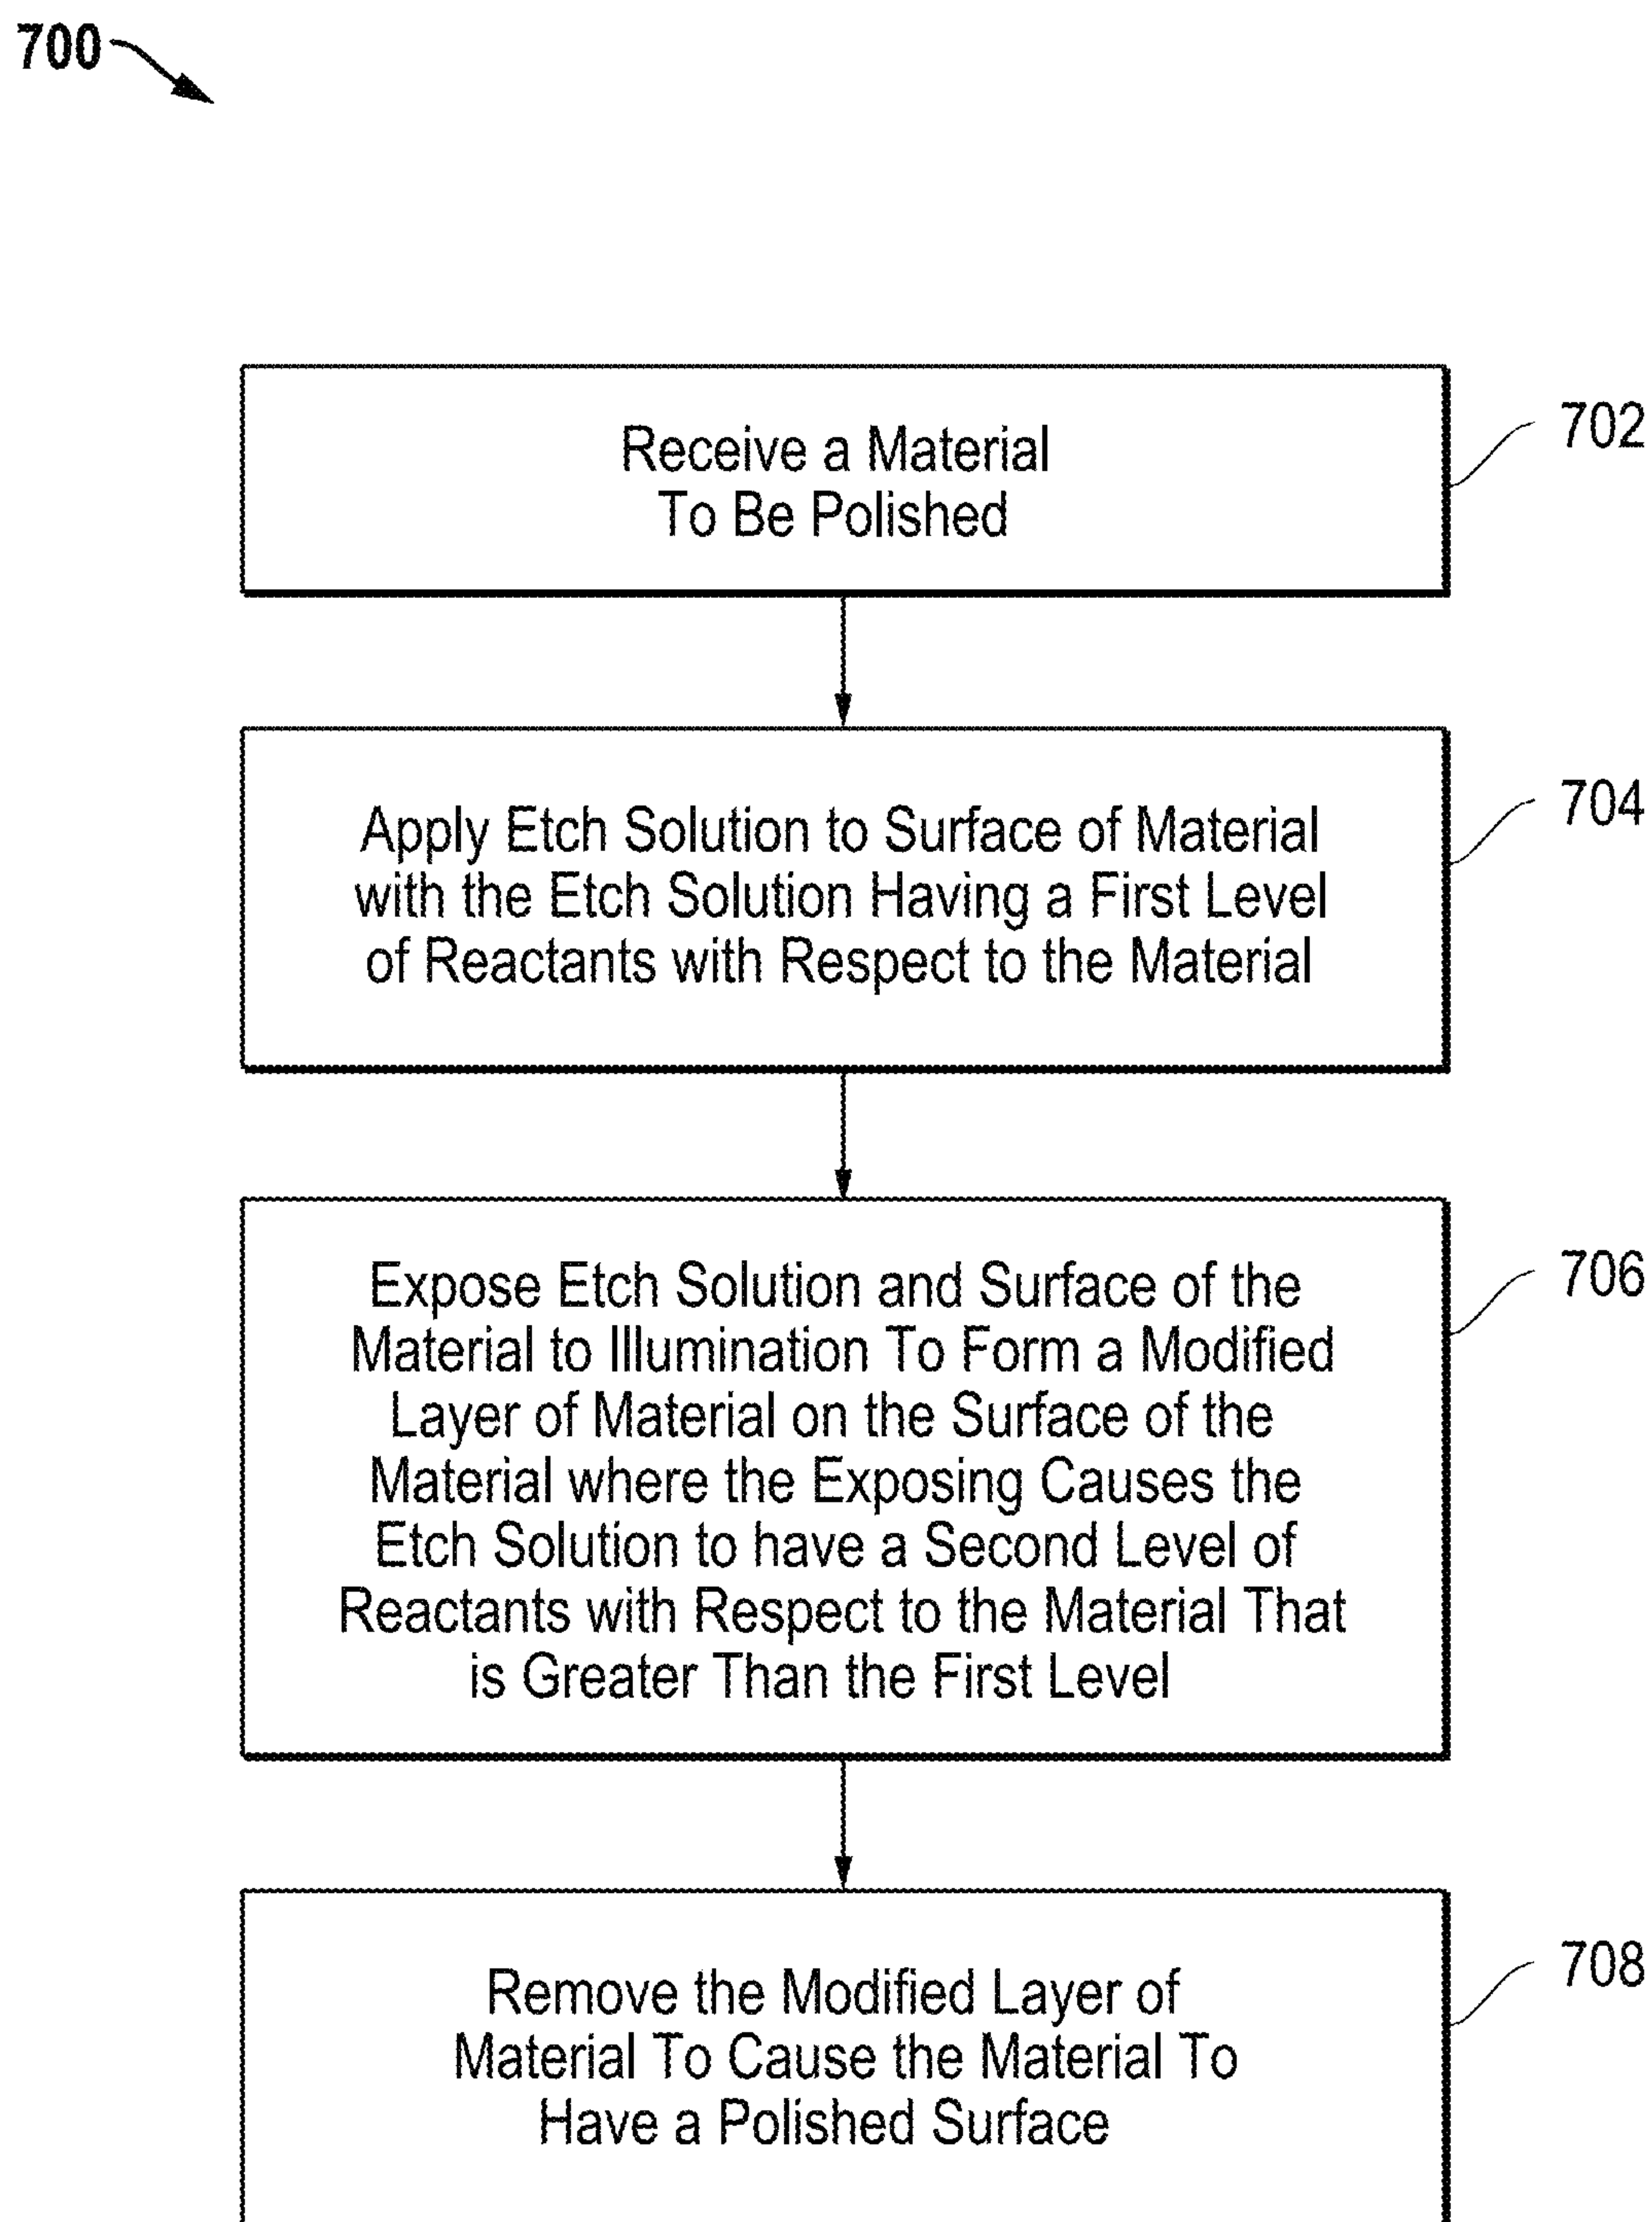 700
Receive a Material
To Be Polished
702
Apply Etch Solution to Surface of Material
with the Etch Solution Having a First Level
of Reactants with Respect to the Material
704
Expose Etch Solution and Surface of the
Material to Illumination To Form a Modified
Layer of Material on the Surface of the
Material where the Exposing Causes the
Etch Solution to have a Second Level of
Reactants with Respect to the Material That
is Greater Than the First Level
706
Remove the Modified Layer of
Material To Cause the Material To
Have a Polished Surface
708